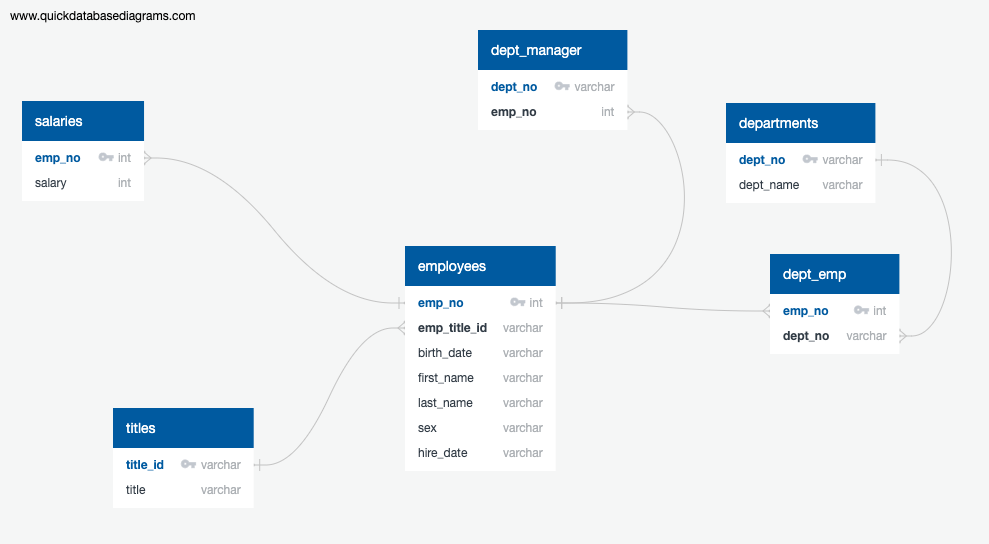 www.quickdatabasediagrams.com
dept_manager
dept_no varchar
emp_no int
salaries
emp_no int
salary int
departments
dept_no varchar
dept_name varchar
employees
emp_no int
emp_title_id varchar
birth_date varchar
first_name varchar
last_name varchar
sex varchar
hire_date varchar
dept_emp
emp_no int
dept_no varchar
titles
title_id varchar
title varchar